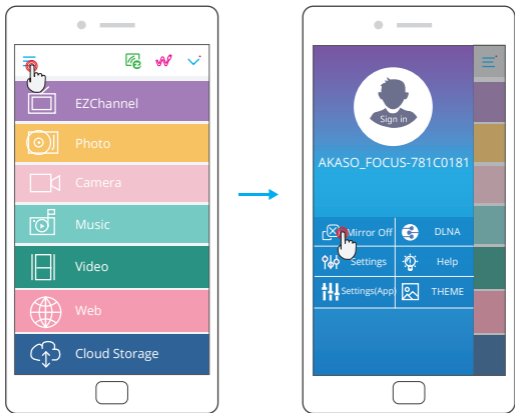 EZChannel
Photo
Camera
Music
Video
Web
Cloud Storage
Sign in
AKASO_FOCUS-781C0181
Mirror Off
DLNA
Settings
Help
Settings(App)
THEME